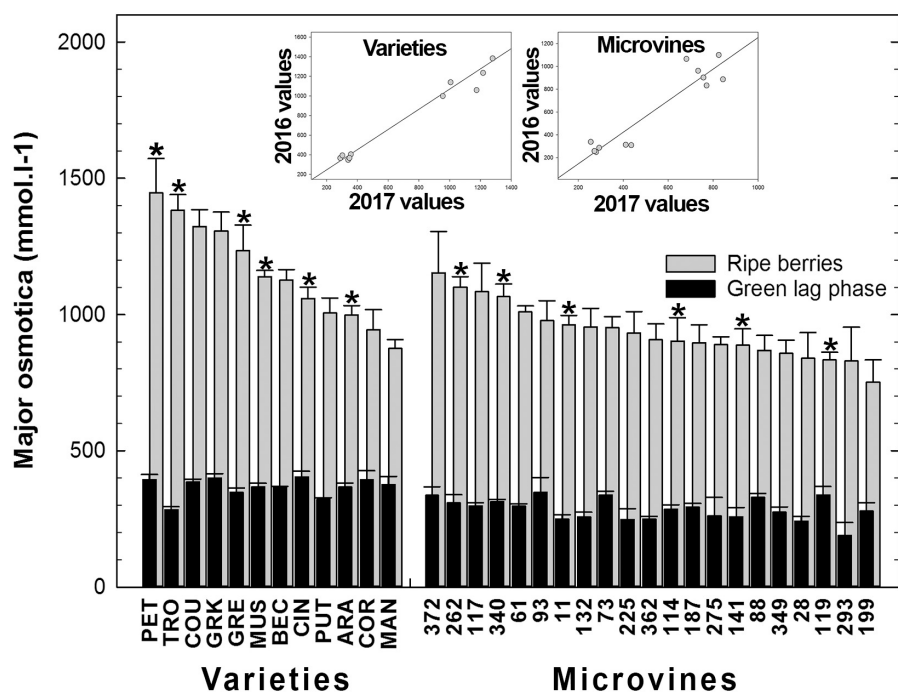 2000
1500
1000
500
0
Major osmotica (mmol.l-1)
Varieties
1600
1400
1200
1000
800
600
400
200
200 400 600 800 1000 1200 1400
2016 values
2017 values
Microvines
1200
1000
800
600
400
200
200 400 600 800 1000
2016 values
2017 values
Ripe berries
Green lag phase
* * * * * * * * * * * *
PET TRO COU GRK GRE MUS BEC CIN PUT ARA COR MAN
372 262 117 340 61 93 11 132 73 225 362 114 187 275 141 88 349 28 119 293 199
Varieties
Microvines